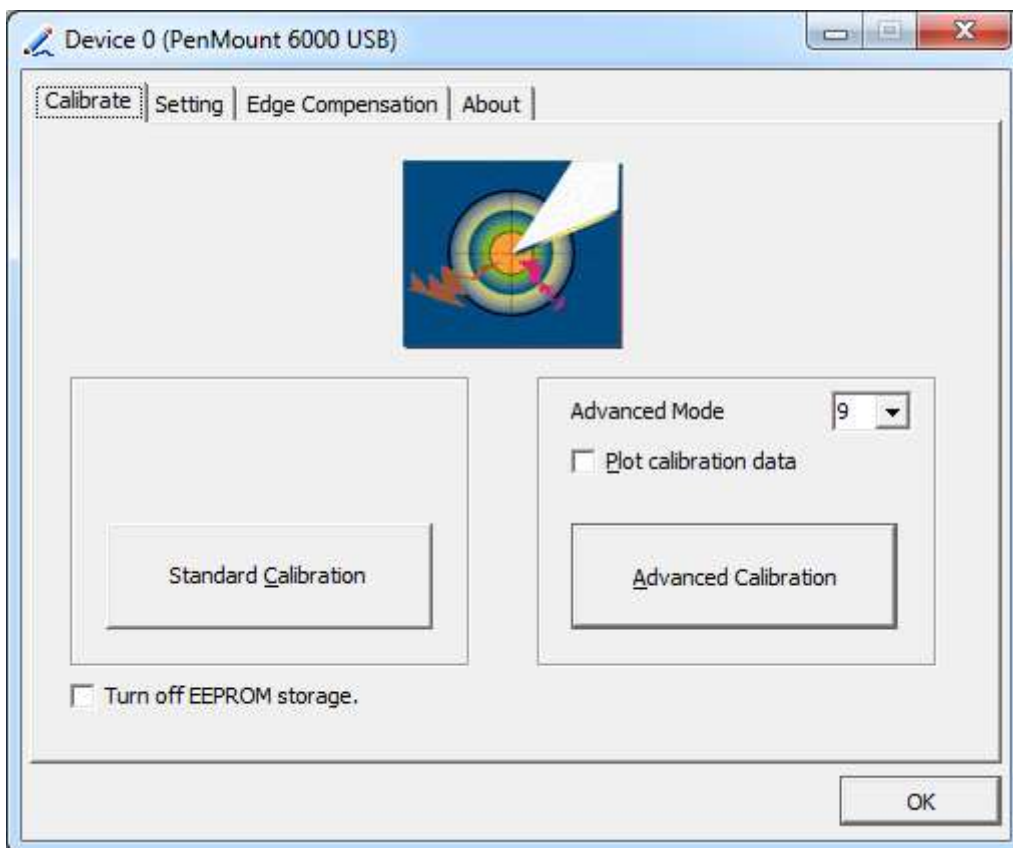 Device 0 (PenMount 6000 USB)
Calibrate Setting Edge Compensation About
Advanced Mode 9
Plot calibration data
Standard Calibration
Advanced Calibration
Turn off EEPROM storage.
OK